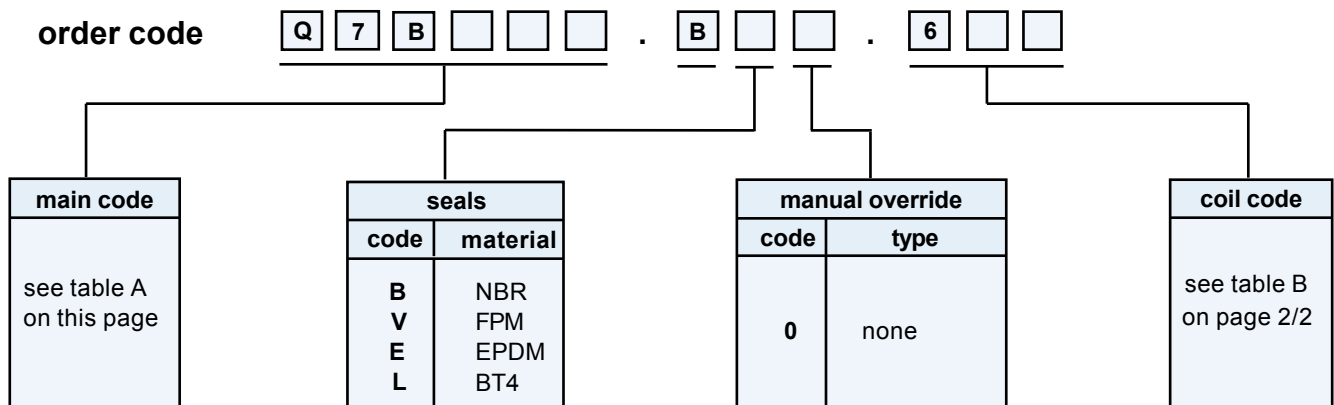 order code Q 7 B . B . 6
main code
see table A
on this page
seals
code material
B NBR
V FPM
E EPDM
L BT4
manual override
code type
0 none
coil code
see table B
on page 2/2